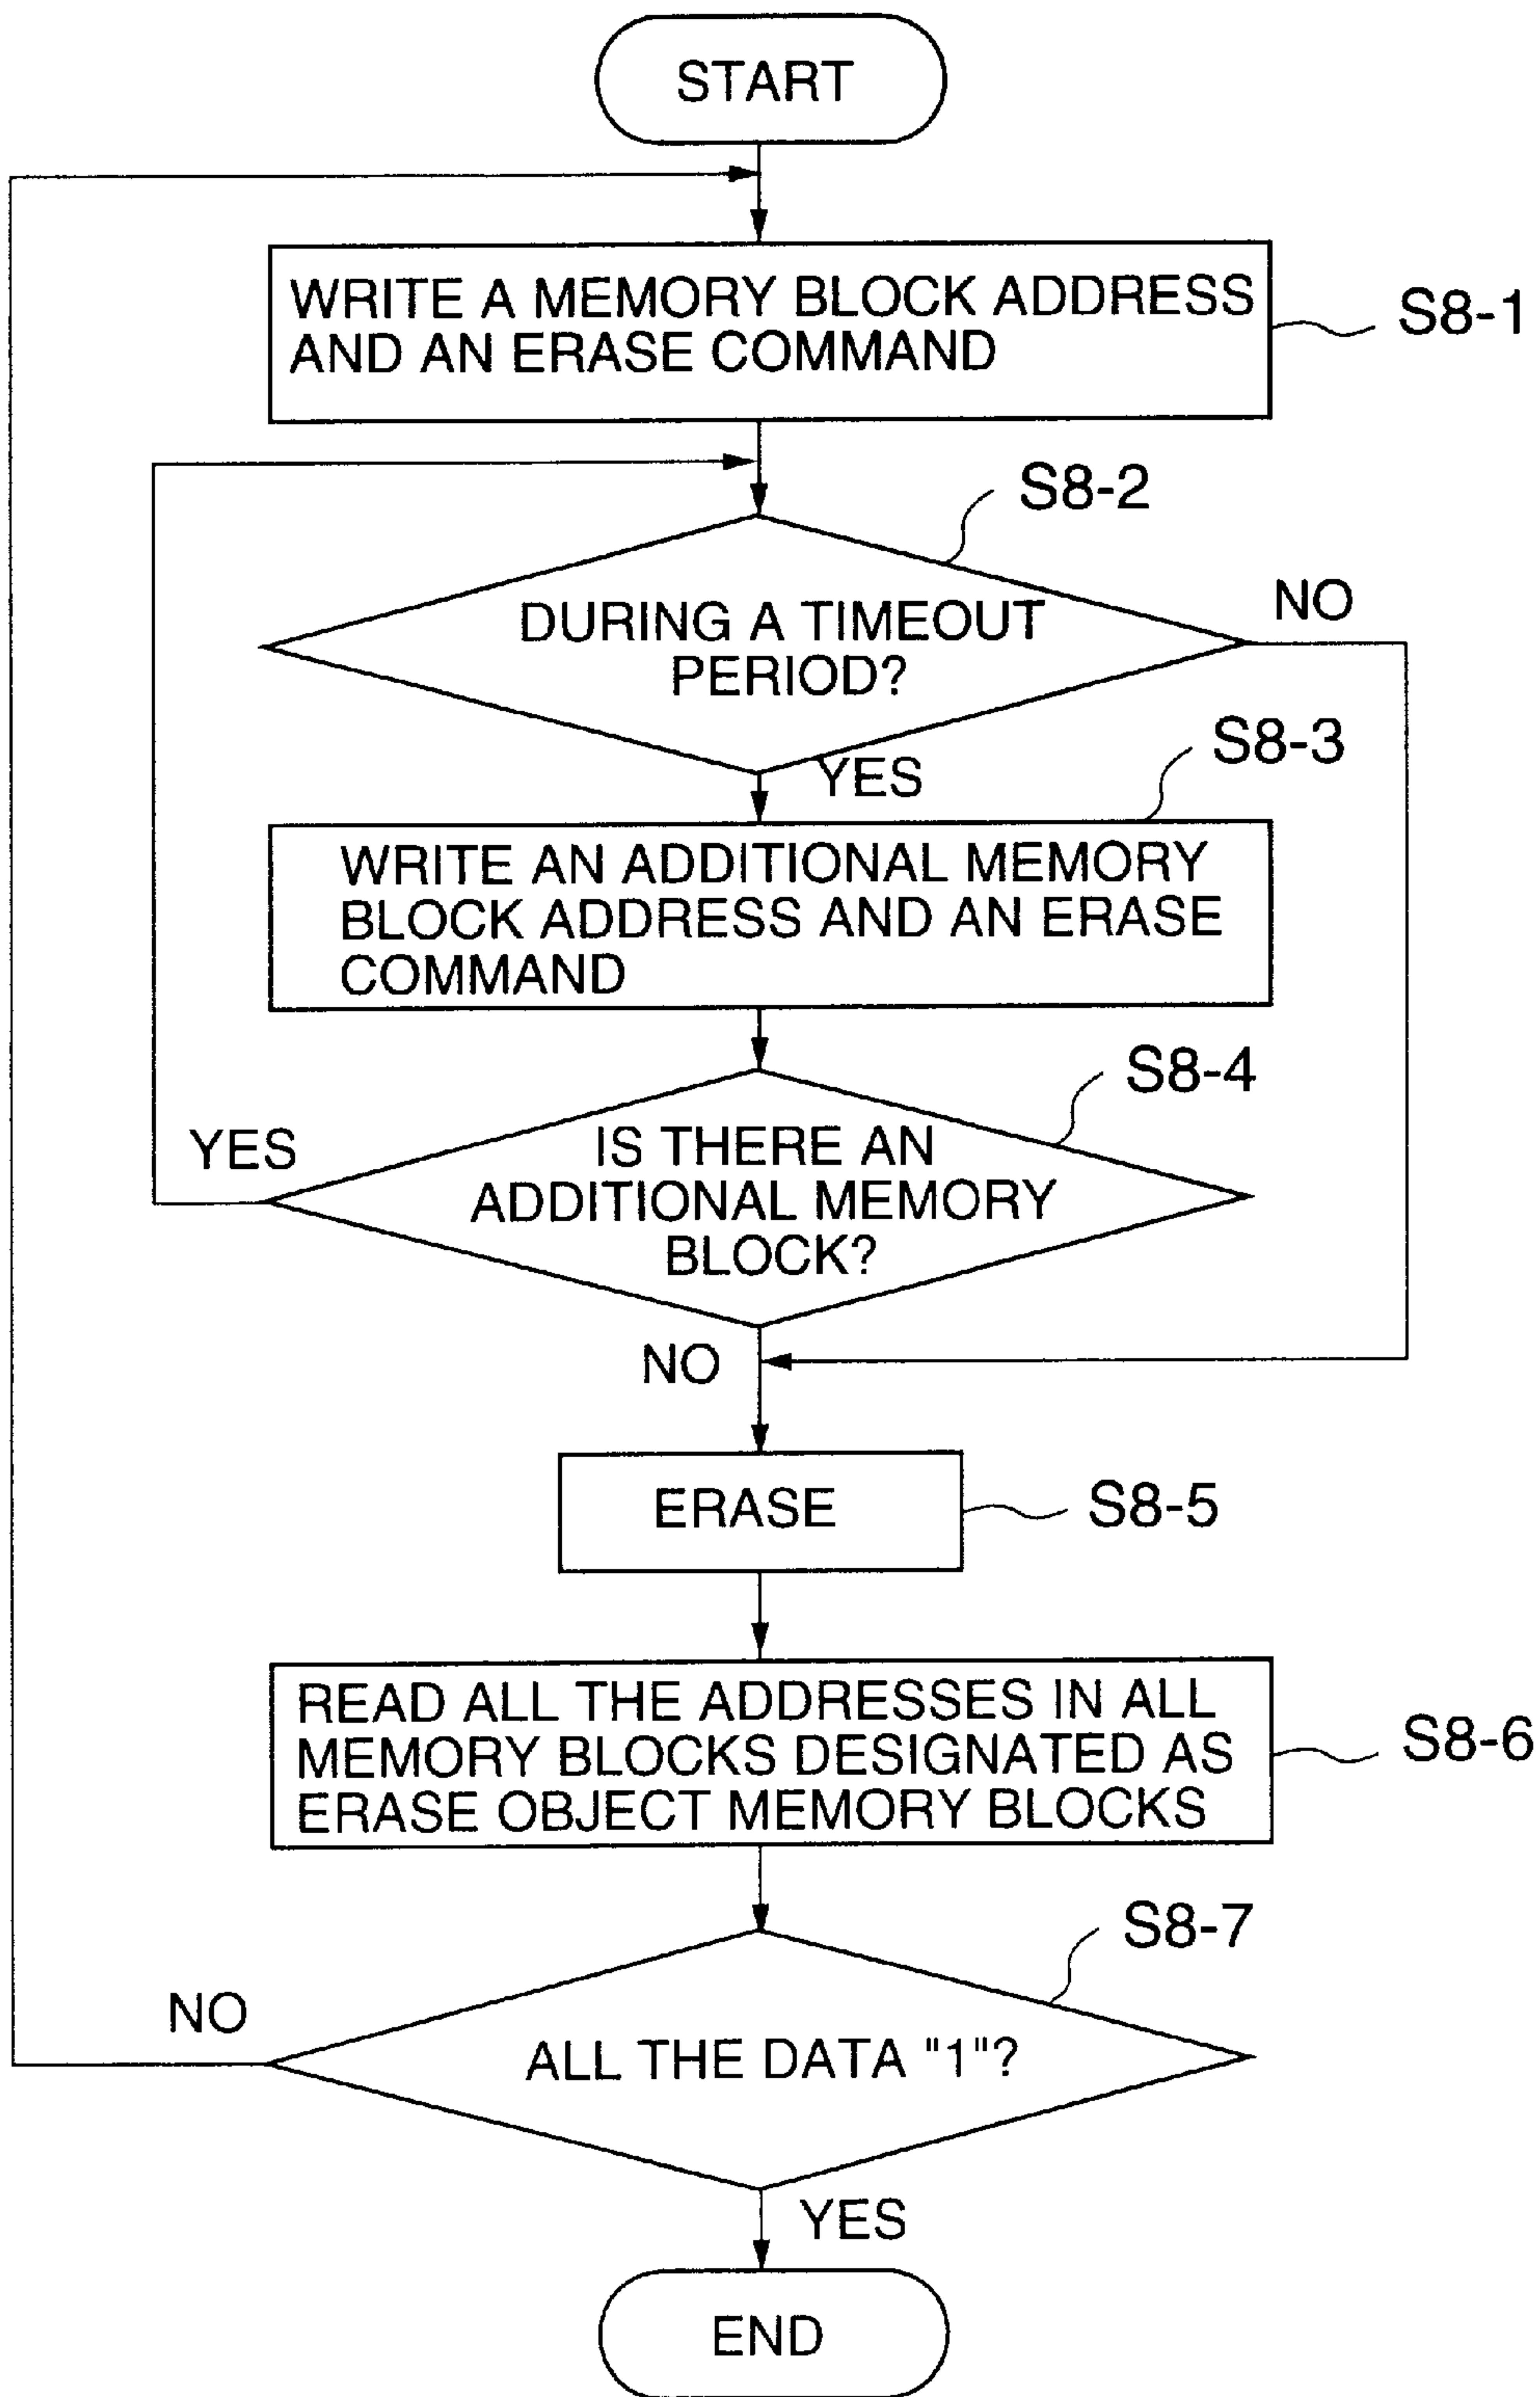 START
WRITE A MEMORY BLOCK ADDRESS
AND AN ERASE COMMAND
S8-1
S8-2
DURING A TIMEOUT
PERIOD?
NO
YES
S8-3
WRITE AN ADDITIONAL MEMORY
BLOCK ADDRESS AND AN ERASE
COMMAND
S8-4
YES
IS THERE AN
ADDITIONAL MEMORY
BLOCK?
NO
ERASE
S8-5
READ ALL THE ADDRESSES IN ALL
MEMORY BLOCKS DESIGNATED AS
ERASE OBJECT MEMORY BLOCKS
S8-6
S8-7
NO
ALL THE DATA "1"?
YES
END